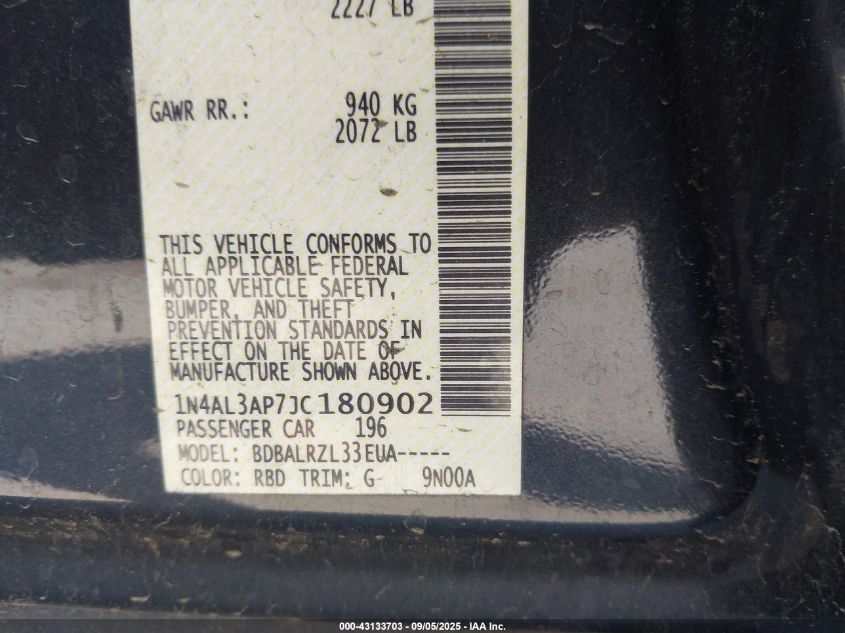 2227 LB
GAWR RR.: 940 KG
2072 LB
THIS VEHICLE CONFORMS TO
ALL APPLICABLE FEDERAL
MOTOR VEHICLE SAFETY,
BUMPER, AND THEFT
PREVENTION STANDARDS IN
EFFECT ON THE DATE OF
MANUFACTURE SHOWN ABOVE.
1N4AL3AP7JC180902
PASSENGER CAR 196
MODEL: BDBALRZL33EUA-----
COLOR: RBD TRIM: G- 9N00A
000-43133703 - 09/05/2025 - IAA Inc.